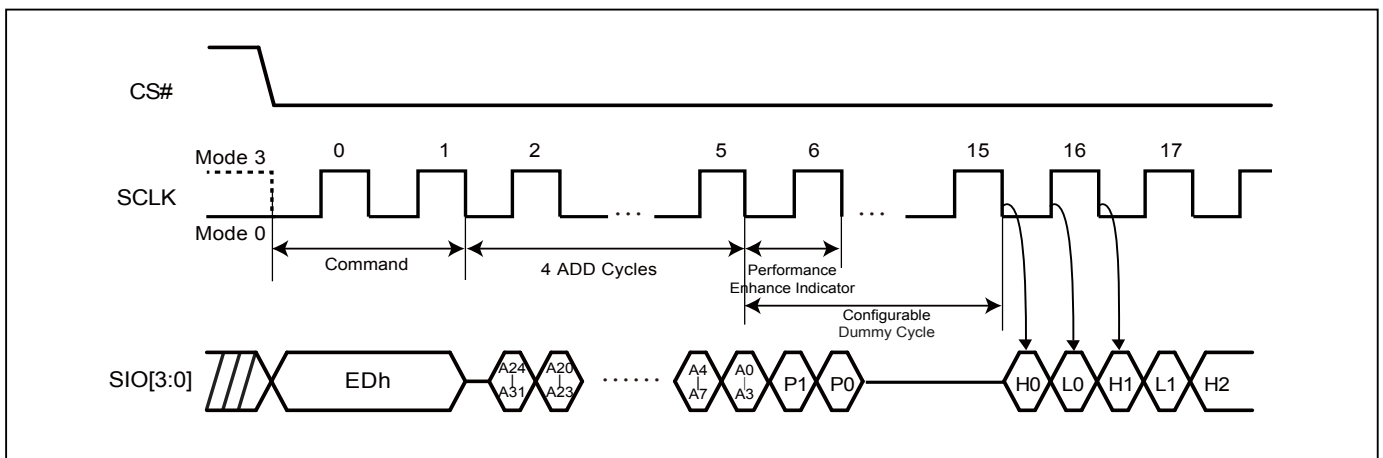 CS#
Mode 3
0 1 2 5 6 15 16 17
SCLK
...
...
Mode 0
Command
4 ADD Cycles
Performance
Enhance Indicator
Configurable
Dummy Cycle
SIO[3:0]
EDh
A24
|
A31
A20
|
A23
......
A4
|
A7
A0
|
A3
P1
P0
H0
L0
H1
L1
H2